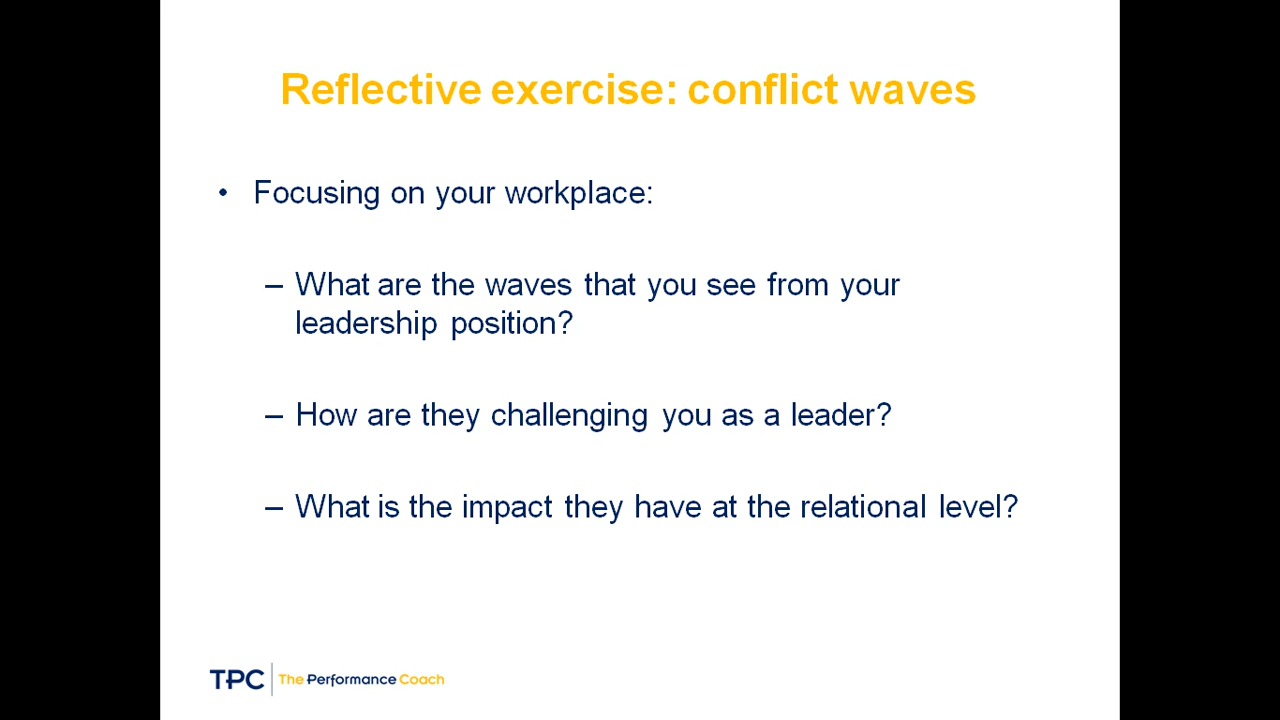 Reflective exercise: conflict waves
• Focusing on your workplace:
– What are the waves that you see from your
leadership position?
– How are they challenging you as a leader?
– What is the impact they have at the relational level?
TPC The Performance Coach